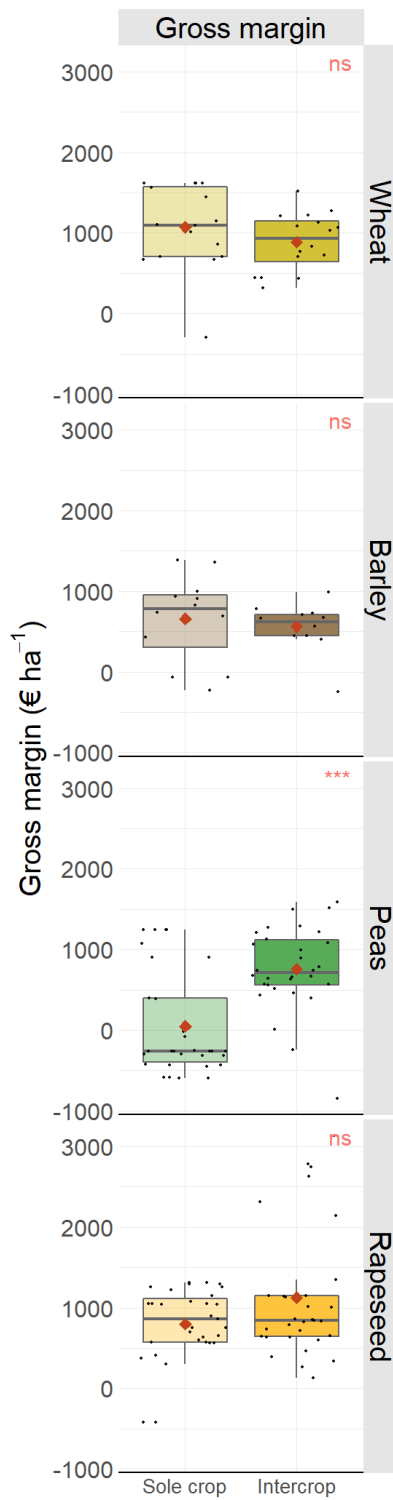 Gross margin
ns
3000
2000
1000
0
-1000
Wheat
ns
3000
2000
1000
0
-1000
Barley
Gross margin (€ ha⁻¹)
***
3000
2000
1000
0
-1000
Peas
ns
3000
2000
1000
0
-1000
Rapeseed
Sole crop Intercrop